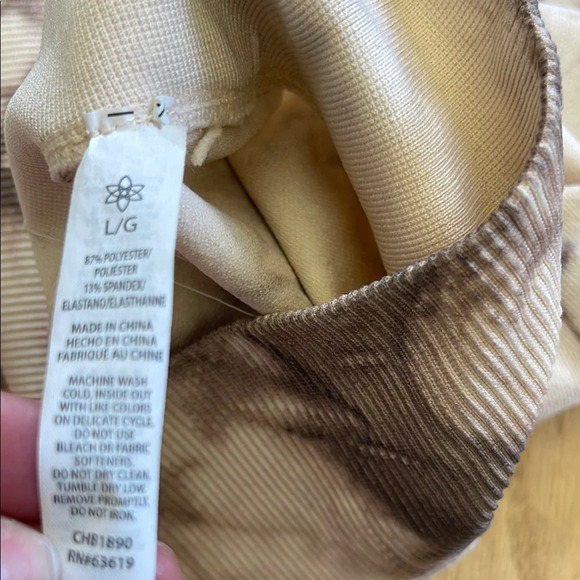 L/G
87% POLYESTER/
POLIÉSTER
13% SPANDEX/
ELASTANO/ELASTHANNE
MADE IN CHINA
HECHO EN CHINA
FABRIQUÉ AU CHINE
MACHINE WASH
COLD, INSIDE OUT
WITH LIKE COLORS
ON DELICATE CYCLE.
DO NOT USE
BLEACH OR FABRIC
SOFTENERS.
DO NOT DRY CLEAN.
TUMBLE DRY LOW.
REMOVE PROMPTLY.
DO NOT IRON.
CHB1890
RN#63619